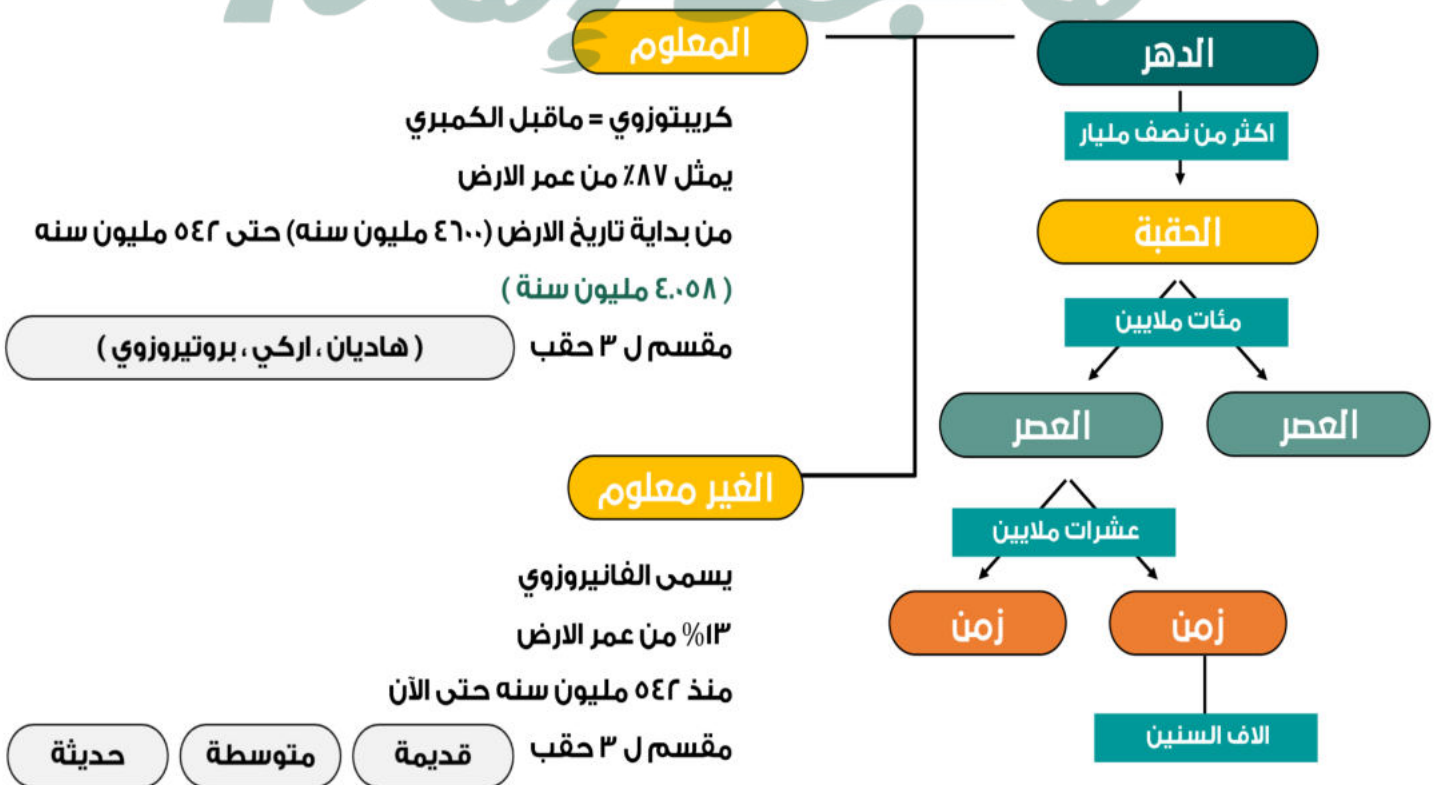 الدهر
اكثر من نصف مليار
الحقبة
مئات ملايين
العصر
العصر
عشرات ملايين
زمن
زمن
الاف السنين
المعلوم
كريبتوزوي = ماقبل الكمبري
يمثل ٨٧٪ من عمر الارض
من بداية تاريخ الارض (٤٦٠٠ مليون سنه) حتى ٥٤٢ مليون سنه
( ٤.٠٥٨ مليون سنة )
مقسم ل ٣ حقب ( هاديان ، اركي ، بروتيروزوي )
الغير معلوم
يسمى الفانيروزوي
١٣% من عمر الارض
منذ ٥٤٢ مليون سنه حتى الآن
مقسم ل ٣ حقب قديمة متوسطة حديثة